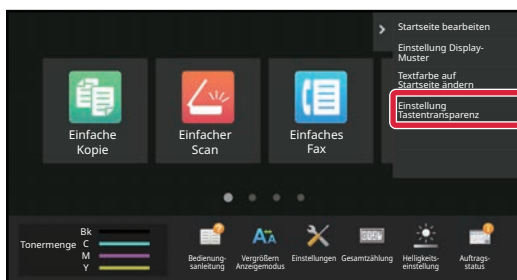 Startseite bearbeiten
Einstellung Display-
Muster
Textfarbe auf
Startseite ändern
Einstellung
Tastentransparenz
Einfache
Kopie
Einfacher
Scan
Einfaches
Fax
Tonermenge
Bk
C
M
Y
Bedienung-
sanleitung
Vergrößern
Anzeigemodus
Einstellungen
Gesamtzählung
Helligkeits-
einstellung
Auftrags-
status